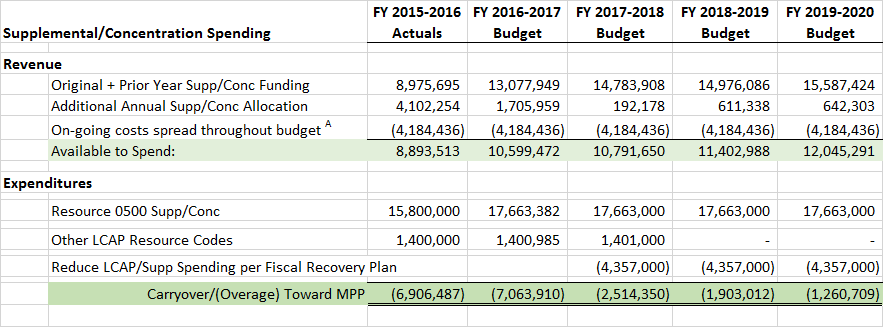 FY 2015-2016 FY 2016-2017 FY 2017-2018 FY 2018-2019 FY 2019-2020
Supplemental/Concentration Spending Actuals Budget Budget Budget Budget
Revenue
Original + Prior Year Supp/Conc Funding 8,975,695 13,077,949 14,783,908 14,976,086 15,587,424
Additional Annual Supp/Conc Allocation 4,102,254 1,705,959 192,178 611,338 642,303
On-going costs spread throughout budget A (4,184,436) (4,184,436) (4,184,436) (4,184,436) (4,184,436)
Available to Spend: 8,893,513 10,599,472 10,791,650 11,402,988 12,045,291
Expenditures
Resource 0500 Supp/Conc 15,800,000 17,663,382 17,663,000 17,663,000 17,663,000
Other LCAP Resource Codes 1,400,000 1,400,985 1,401,000 - -
Reduce LCAP/Supp Spending per Fiscal Recovery Plan (4,357,000) (4,357,000) (4,357,000)
Carryover/(Overage) Toward MPP (6,906,487) (7,063,910) (2,514,350) (1,903,012) (1,260,709)